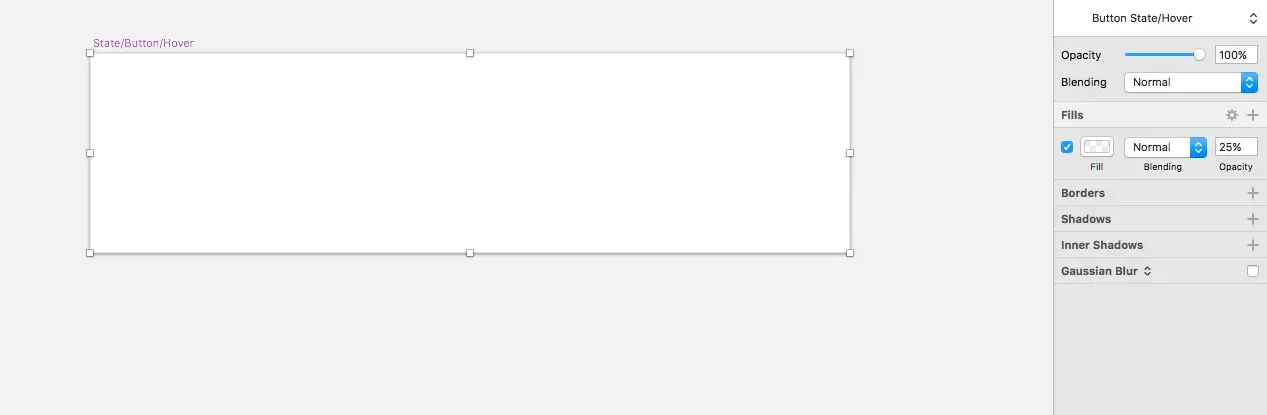 State/Button/Hover
Button State/Hover
Opacity 100%
Blending Normal
Fills
Normal 25%
Fill Blending Opacity
Borders
Shadows
Inner Shadows
Gaussian Blur